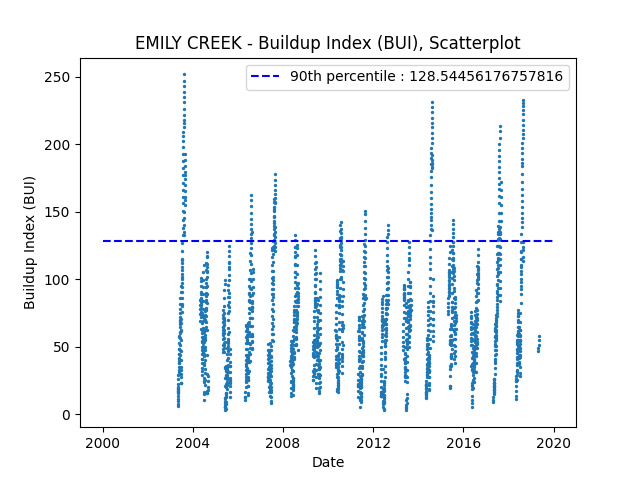 EMILY CREEK - Buildup Index (BUI), Scatterplot
90th percentile : 128.54456176757816
Buildup Index (BUI)
250
200
150
100
50
0
2000 2004 2008 2012 2016 2020
Date